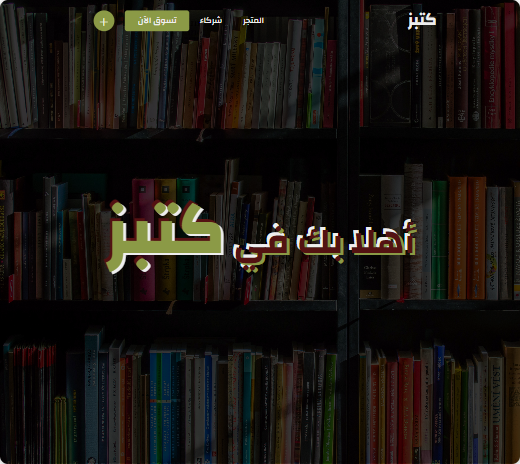 كتبز
المتجر شركاء تسوق الآن +
أهلا بك في كتبز